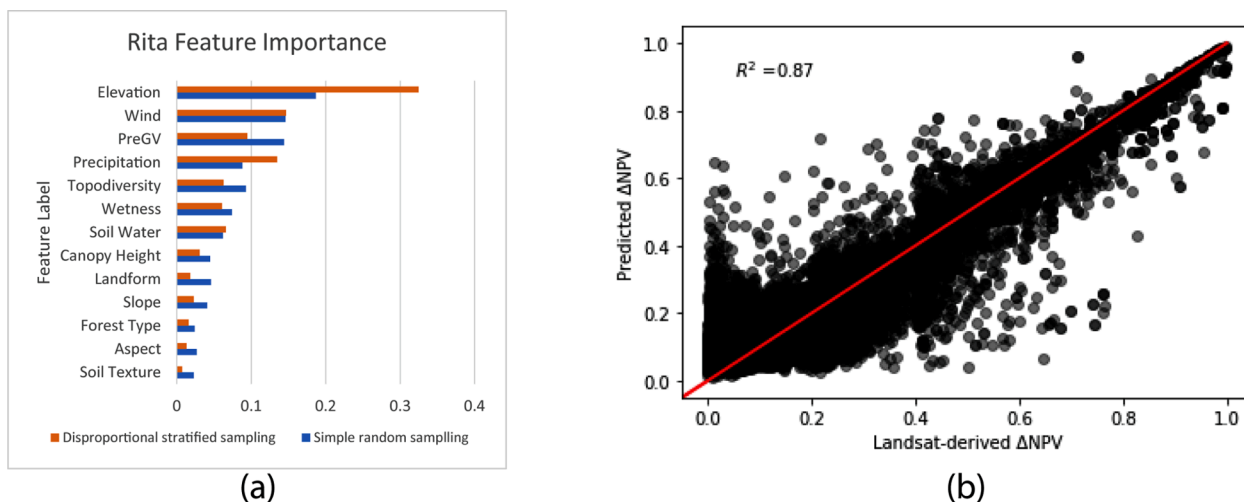 Rita Feature Importance
Feature Label
Elevation
Wind
PreGV
Precipitation
Topodiversity
Wetness
Soil Water
Canopy Height
Landform
Slope
Forest Type
Aspect
Soil Texture
0 0.1 0.2 0.3 0.4
Disproportional stratified sampling Simple random samplling
(a)
R² =0.87
Predicted ΔNPV
1.0
0.8
0.6
0.4
0.2
0.0
0.0 0.2 0.4 0.6 0.8 1.0
Landsat-derived ΔNPV
(b)